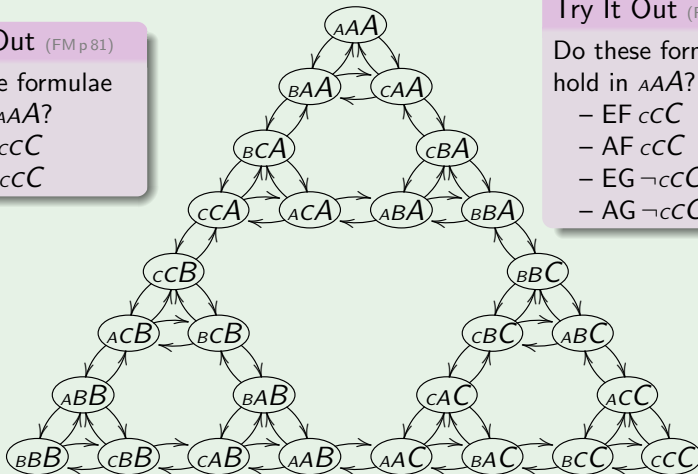 Out (FM p 81)
e formulae
AAA?
CCC
CCC
Try It Out
Do these form
hold in AAA?
– EF CCC
– AF CCC
– EG ¬CCC
– AG ¬CCC
AAA
BAA CAA
BCA CBA
CCA ACA ABA BBA
CCB BBC
ACB BCB CBC ABC
ABB BAB CAC ACC
BBB CBB CAB AAB AAC BAC BCC CCC